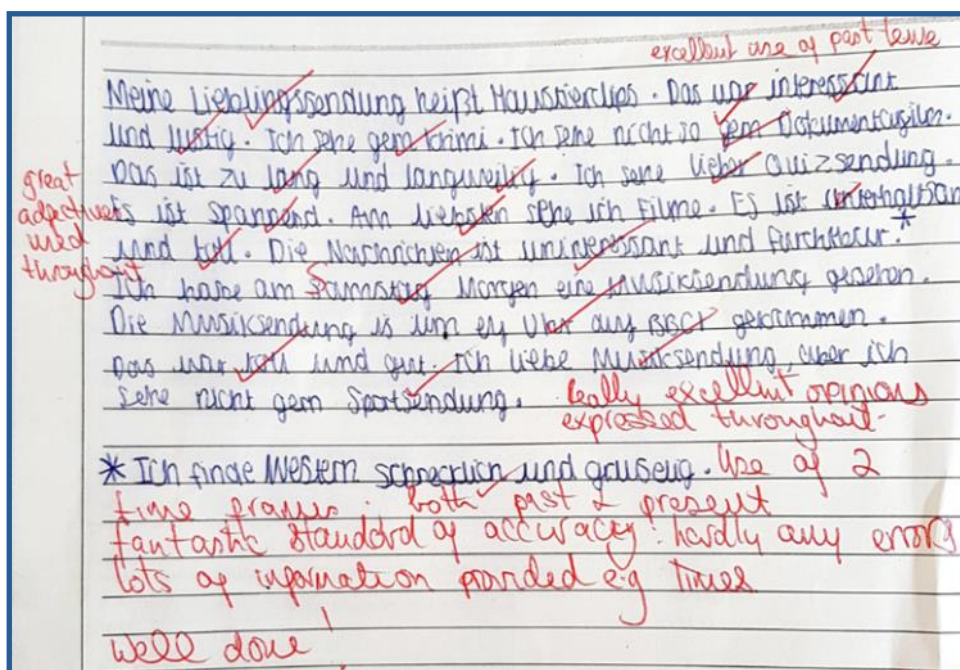 excellent use of past tense
Meine Lieblingssendung heißt Haustierclips. Das war interessant
und lustig. Ich sehe gern Krimi. Ich sehe nicht so gern Dokumentarfilm.
Das ist zu lang und langweilig. Ich sehe lieber Quizsendung.
great
adjectives
used
throughout
Es ist spannend. Am liebsten sehe ich Filme. Es ist unterhaltsam
und toll. Die Nachrichten ist uninteressant und furchtbar.*
Ich habe am Samstag Morgen eine Musiksendung gesehen.
Die Musiksendung is um elf Uhr auf BBC1 gekommen.
Das war toll und gut. Ich liebe Musiksendung, aber ich
sehe nicht gern Sportsendung. Really excellent opinions
expressed throughout-
* Ich finde Western schrecklich und gruselig. Use of 2
time frames: both past & present
fantastic standard of accuracy! hardly any errors
lots of information provided e.g times
well done!